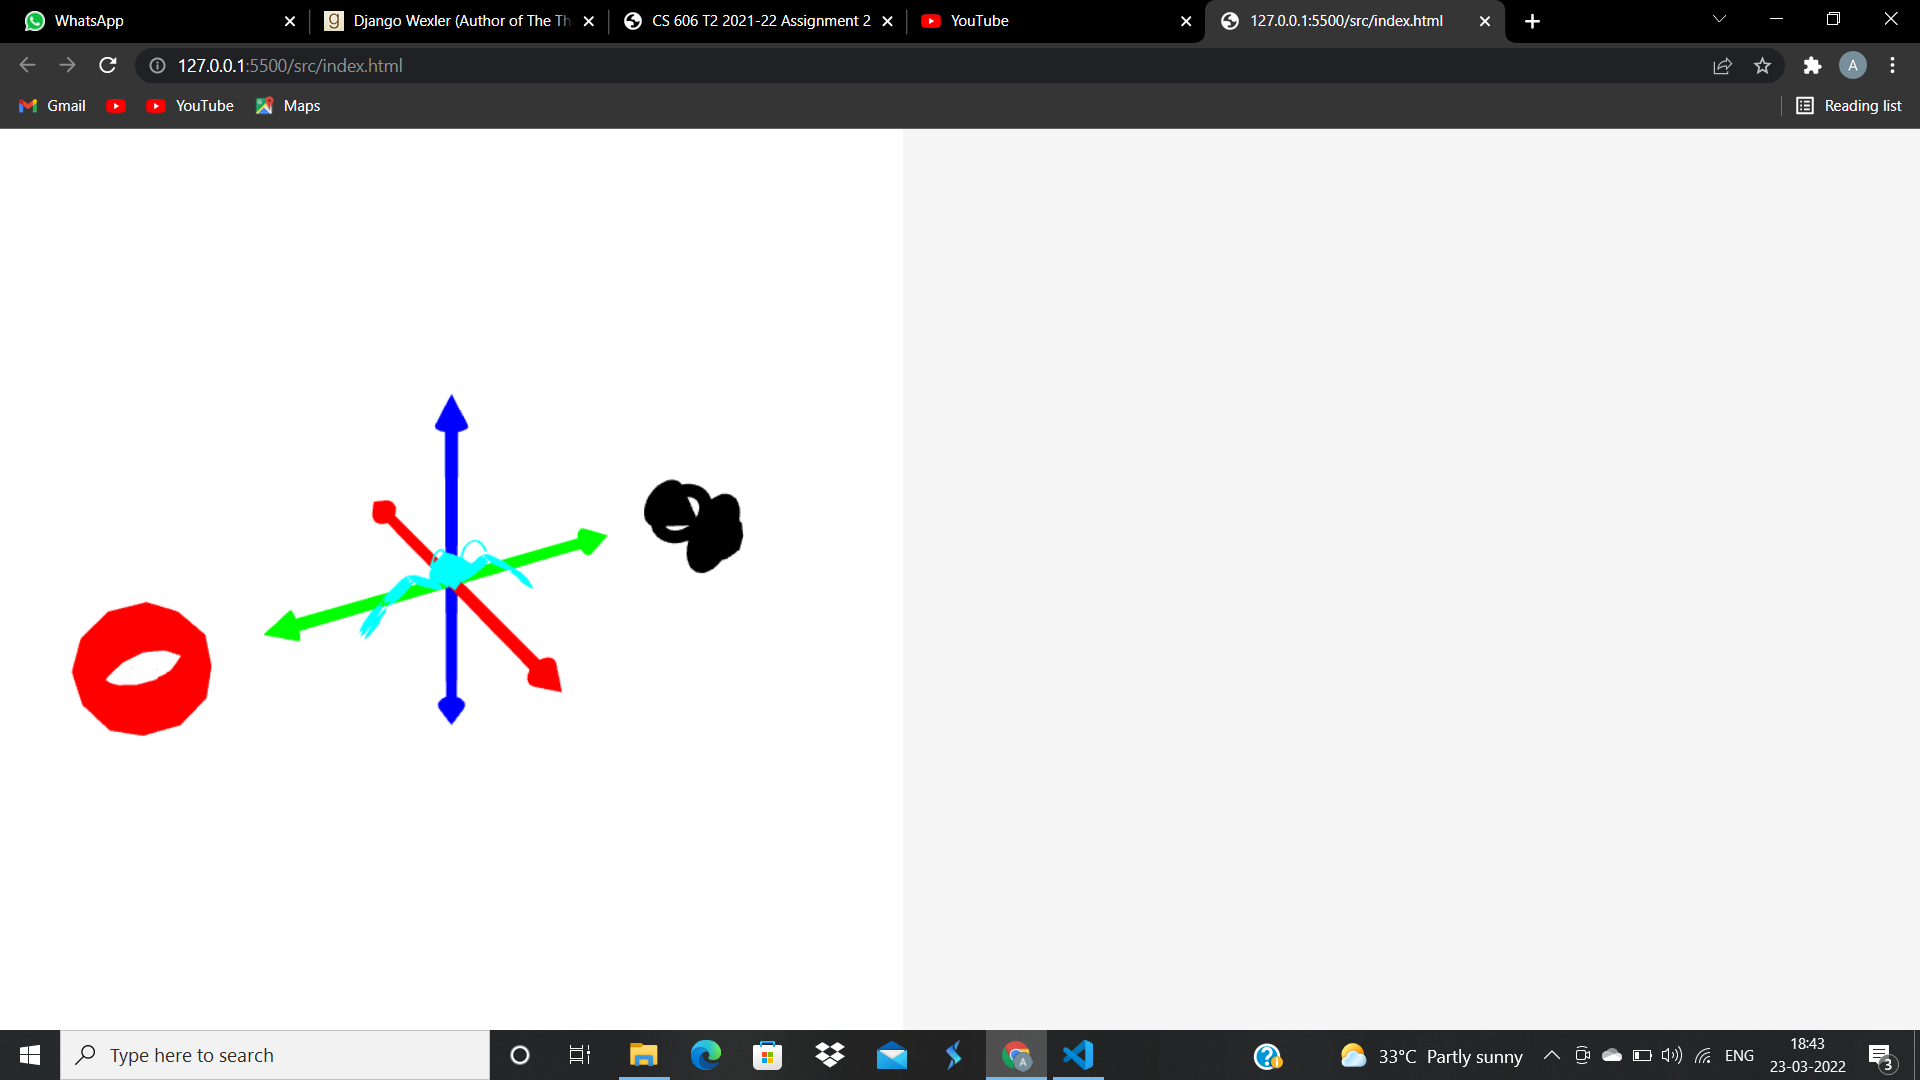 WhatsApp
Django Wexler (Author of The Th
CS 606 T2 2021-22 Assignment 2
YouTube
127.0.0.1:5500/src/index.html
127.0.0.1:5500/src/index.html
A
Gmail
YouTube
Maps
Reading list
Type here to search
A
33°C Partly sunny
ENG
18:43
23-03-2022
3